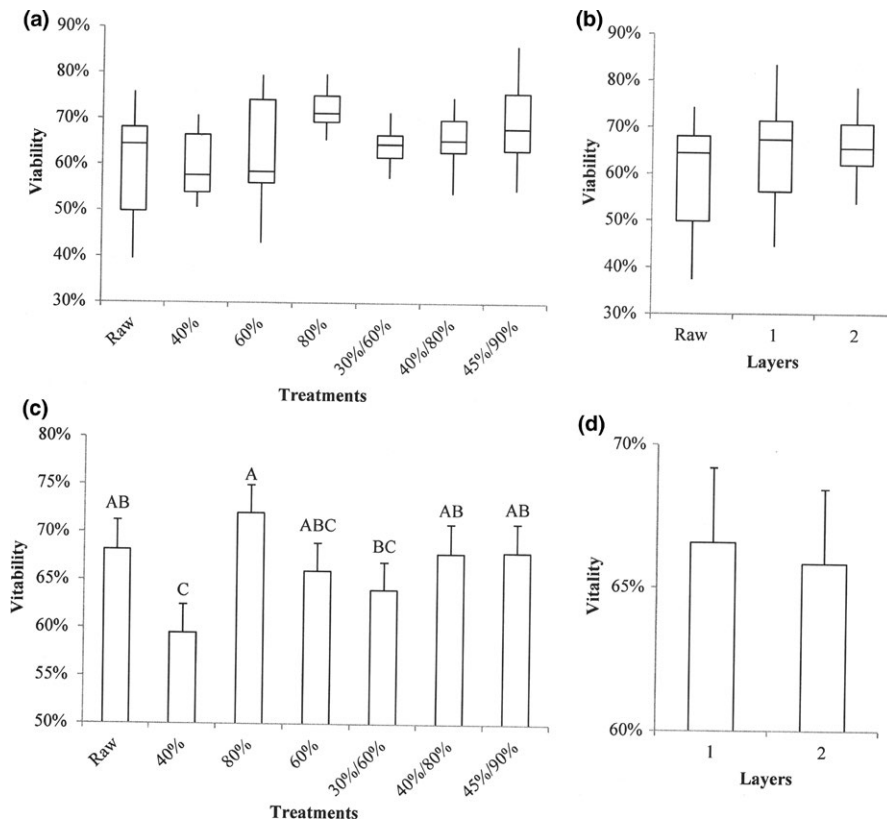 (a)
90%
80%
70%
60%
50%
40%
30%
Viability
Raw
40%
60%
80%
30%/60%
40%/80%
45%/90%
Treatments
(b)
90%
80%
70%
60%
50%
40%
30%
Viability
Raw 1 2
Layers
(c)
80%
75%
70%
65%
60%
55%
50%
Vitability
AB
C
A
ABC
BC
AB
AB
Raw
40%
80%
60%
30%/60%
40%/80%
45%/90%
Treatments
(d)
70%
65%
60%
Vitality
1 2
Layers